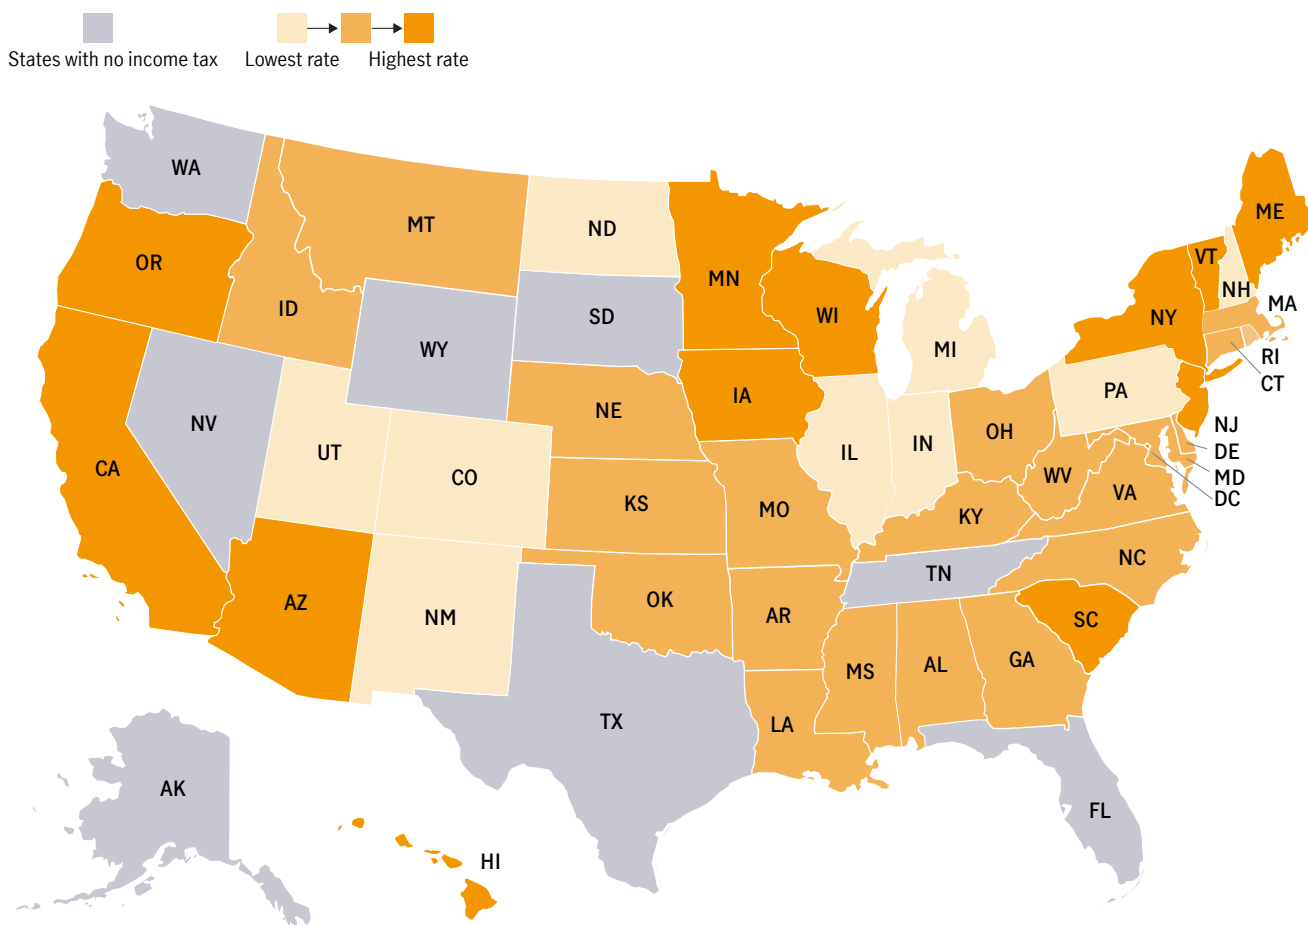 States with no income tax
Lowest rate
Highest rate
WA
MT
ND
ME
OR
MN
VT
ID
NH
MA
SD
WI
NY
WY
MI
RI
CT
PA
IA
NE
NV
OH
NJ
UT
IN
IL
DE
CA
CO
WV
MD
VA
DC
KS
MO
KY
NC
TN
AZ
OK
AR
NM
SC
GA
AL
MS
TX
LA
AK
FL
HI